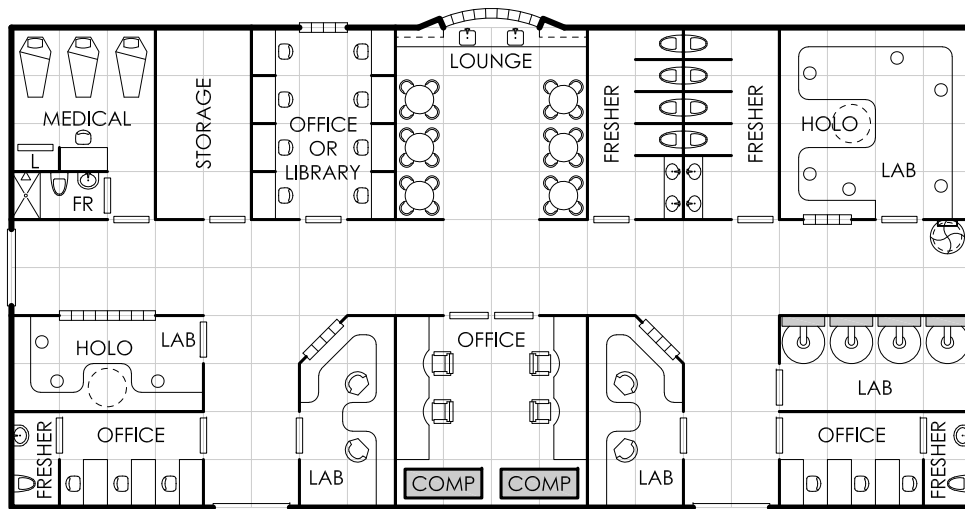 LOUNGE
MEDICAL
STORAGE
OFFICE
OR
LIBRARY
FRESHER
FRESHER
HOLO
LAB
L
FR
HOLO
LAB
OFFICE
LAB
OFFICE
FRESHER
LAB
COMP
COMP
LAB
OFFICE
FRESHER